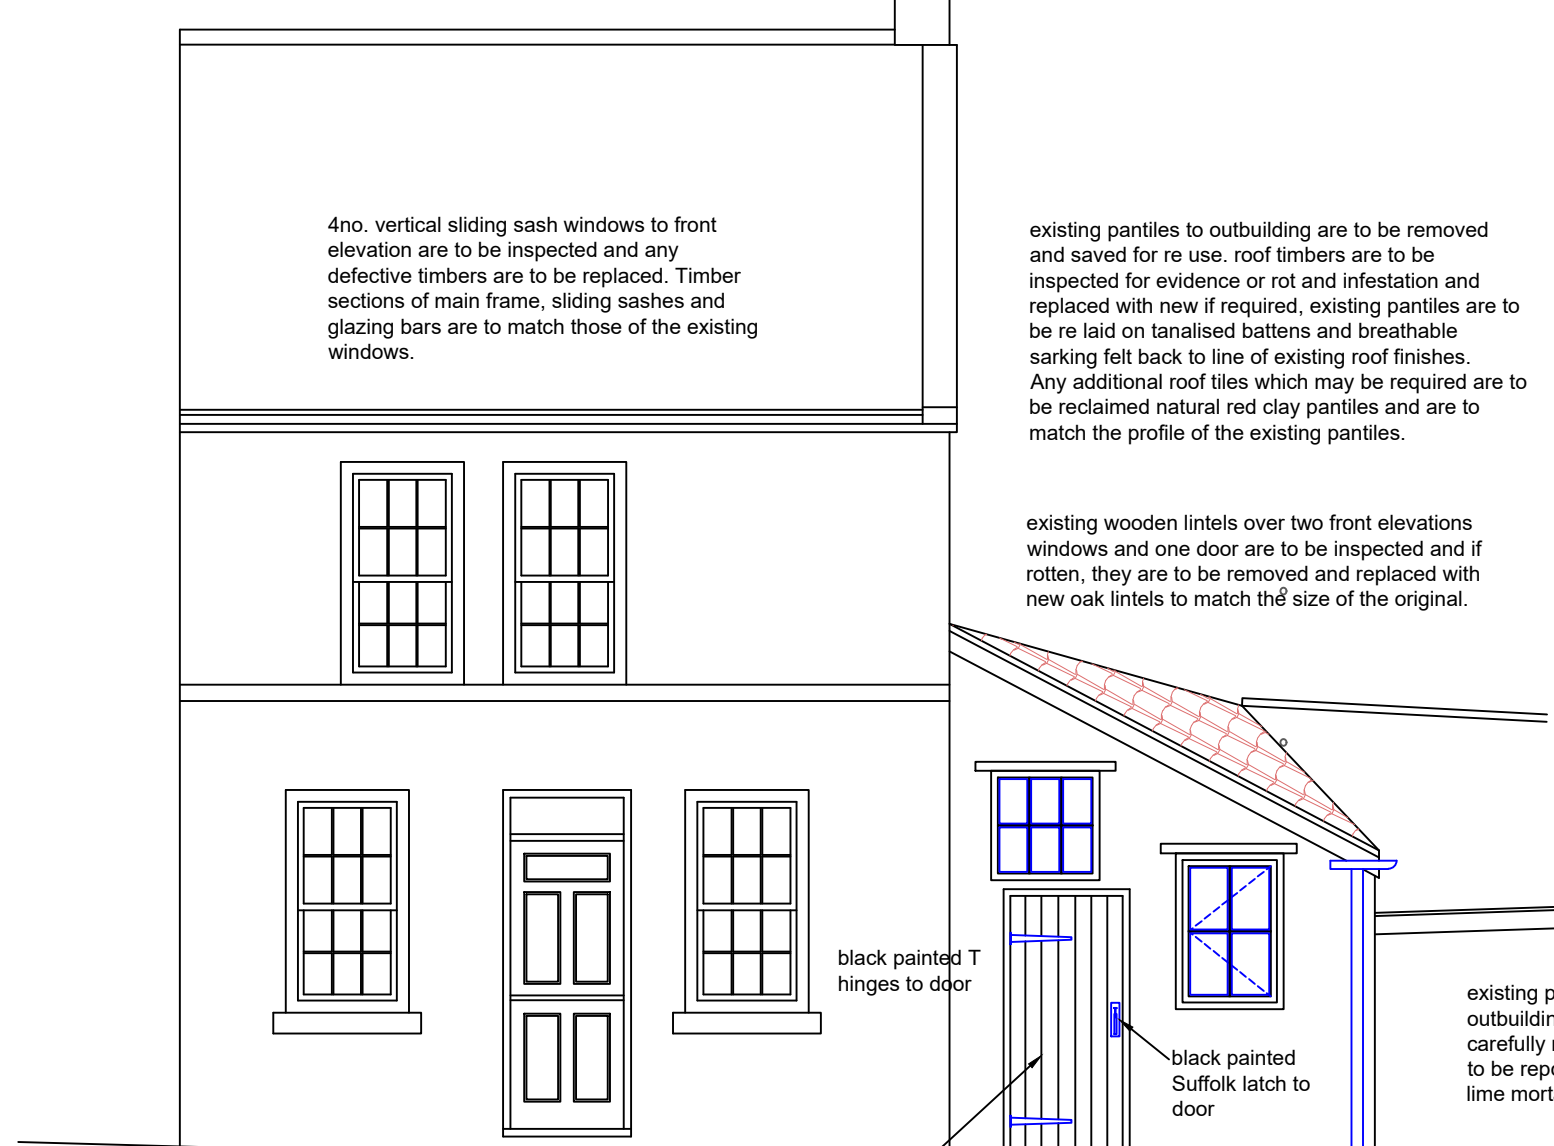 4no. vertical sliding sash windows to front
elevation are to be inspected and any
defective timbers are to be replaced. Timber
sections of main frame, sliding sashes and
glazing bars are to match those of the existing
windows.
existing pantiles to outbuilding are to be removed
and saved for re use. roof timbers are to be
inspected for evidence or rot and infestation and
replaced with new if required, existing pantiles are to
be re laid on tanalised battens and breathable
sarking felt back to line of existing roof finishes.
Any additional roof tiles which may be required are to
be reclaimed natural red clay pantiles and are to
match the profile of the existing pantiles.
existing wooden lintels over two front elevations
windows and one door are to be inspected and if
rotten, they are to be removed and replaced with
new oak lintels to match the size of the original.
black painted T
hinges to door
black painted
Suffolk latch to
door
existing
carefully
to be
lime